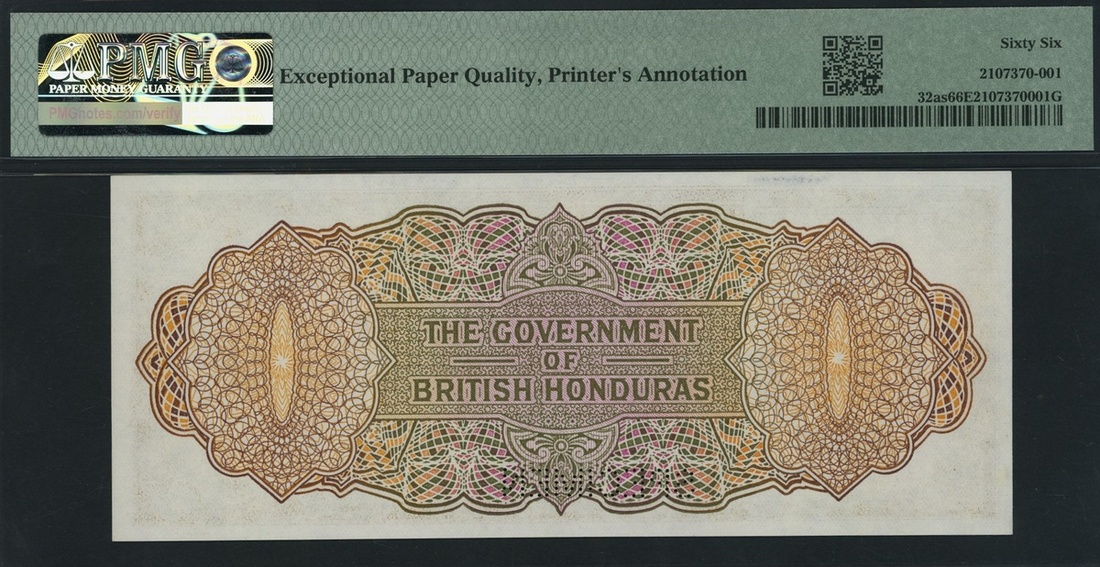 PMG
PAPER MONEY GUARANTY
PMGnotes.com/verify
Exceptional Paper Quality, Printer's Annotation
Sixty Six
2107370-001
32as66E2107370001G
THE GOVERNMENT
OF
BRITISH HONDURAS